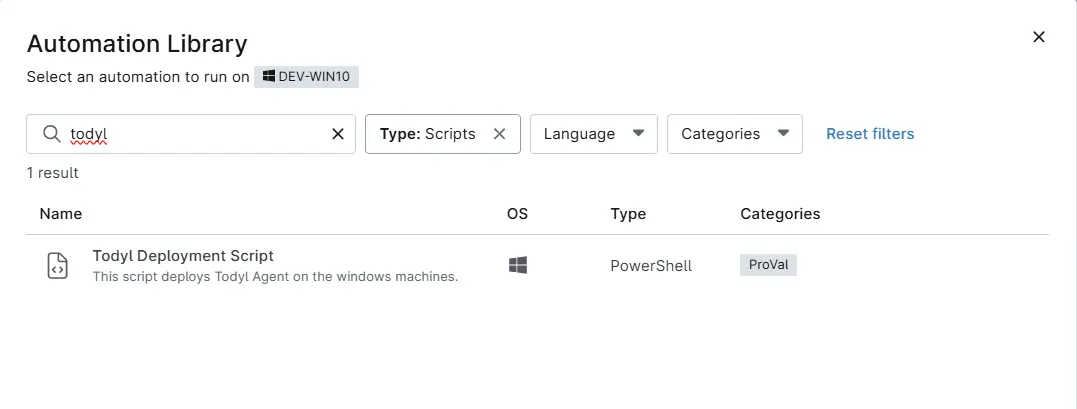 Automation Library
Select an automation to run on DEV-WIN10
todyl Type: Scripts Language Categories Reset filters
1 result
Name OS Type Categories
Todyl Deployment Script
This script deploys Todyl Agent on the windows machines.
PowerShell ProVal